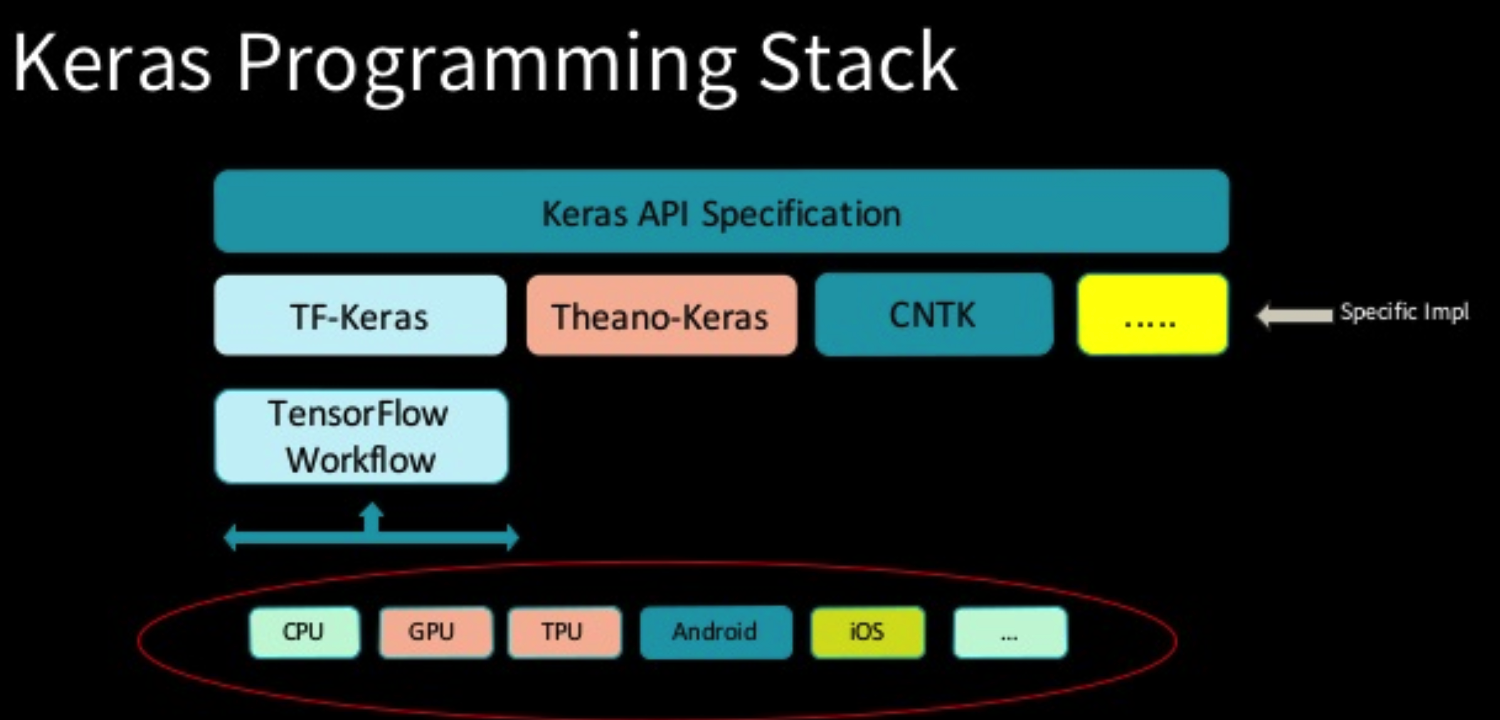 Keras Programming Stack
Keras API Specification
TF-Keras
Theano-Keras
CNTK
.....
Specific Impl
TensorFlow
Workflow
CPU
GPU
TPU
Android
iOS
...